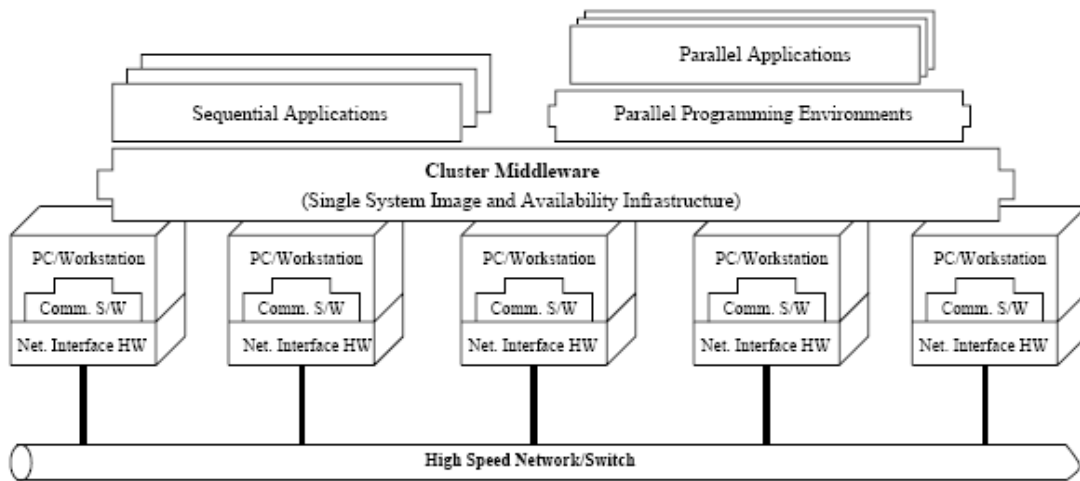 Parallel Applications
Sequential Applications
Parallel Programming Environments
Cluster Middleware
(Single System Image and Availability Infrastructure)
PC/Workstation
Comm. S/W
Net. Interface HW
PC/Workstation
Comm. S/W
Net. Interface HW
PC/Workstation
Comm. S/W
Net. Interface HW
PC/Workstation
Comm. S/W
Net. Interface HW
PC/Workstation
Comm. S/W
Net. Interface HW
High Speed Network/Switch